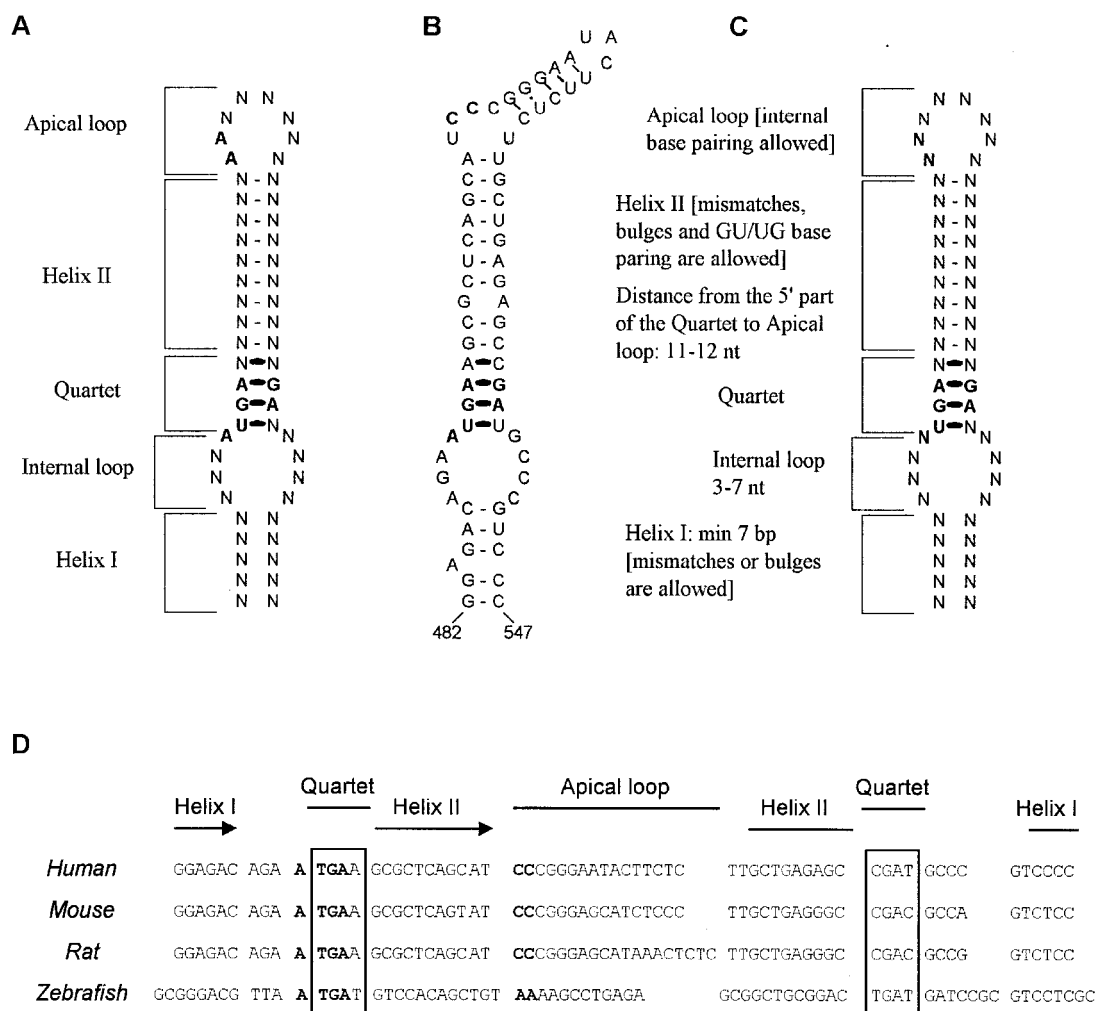 A
Apical loop
Helix II
Quartet
Internal loop
Helix I
N N
N N
A N
A N
N - N
N - N
N - N
N - N
N - N
N - N
N - N
N - N
N - N
N - N
N N
A G
G A
U N
A N
N N
N N
N N
N N
N N
N N
N N
N N
B
C C C G G G A A U A C U U C U C U
U
A - U
C - G
G - C
A - U
C - G
U - A
C - G
G A
C - G
G - C
A C
A G
G A
U U
A G
A C
G C
A C
C - G
A - U
G - C
A
G - C
G - C
482 547
C
Apical loop [internal
base pairing allowed]
Helix II [mismatches,
bulges and GU/UG base
paring are allowed]
Distance from the 5' part
of the Quartet to Apical
loop: 11-12 nt
Quartet
Internal loop
3-7 nt
Helix I: min 7 bp
[mismatches or bulges
are allowed]
N N
N N
N N
N N
N - N
N - N
N - N
N - N
N - N
N - N
N - N
N - N
N - N
N - N
N N
A G
G A
U N
N N
N N
N N
N N
N N
N N
N N
N N
N N
D
Helix I Quartet Helix II Apical loop Helix II Quartet Helix I
Human GGAGAC AGA A TGAA GCGCTCAGCAT CCCGGGAATACTTCTC TTGCTGAGAGC CGAT GCCC GTCCCC
Mouse GGAGAC AGA A TGAA GCGCTCAGTAT CCCGGGAGCATCTCCC TTGCTGAGGGC CGAC GCCA GTCTCC
Rat GGAGAC AGA A TGAA GCGCTCAGCAT CCCGGGAGCATAAACTCTC TTGCTGAGGGC CGAC GCCG GTCTCC
Zebrafish GCGGGACG TTA A TGAT GTCCACAGCTGT AAAAGCCTGAGA GCGGCTGCGGAC TGAT GATCCGC GTCCTCGC